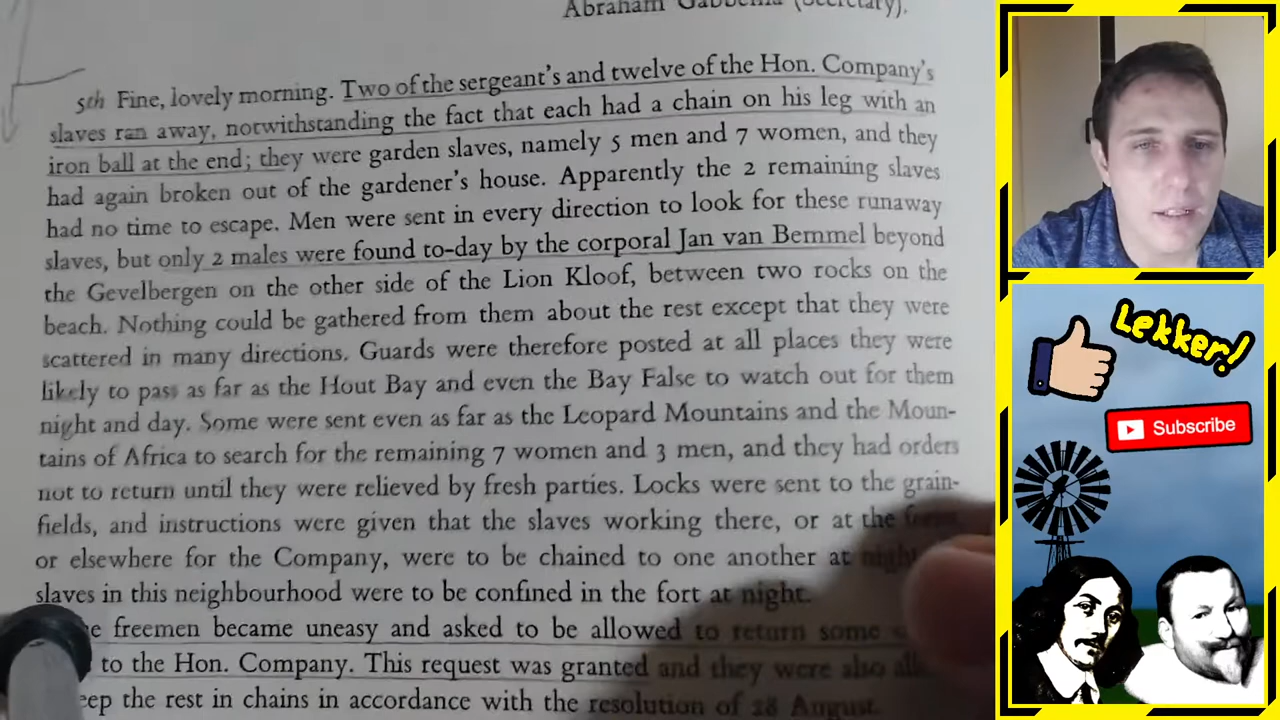 Abraham Gabbema (Secretary).
5th Fine, lovely morning. Two of the sergeant's and twelve of the Hon. Company's
slaves ran away, notwithstanding the fact that each had a chain on his leg with an
iron ball at the end; they were garden slaves, namely 5 men and 7 women, and they
had again broken out of the gardener's house. Apparently the 2 remaining slaves
had no time to escape. Men were sent in every direction to look for these runaway
slaves, but only 2 males were found to-day by the corporal Jan van Bemmel beyond
the Gevelbergen on the other side of the Lion Kloof, between two rocks on the
beach. Nothing could be gathered from them about the rest except that they were
scattered in many directions. Guards were therefore posted at all places they were
likely to pass as far as the Hout Bay and even the Bay False to watch out for them
night and day. Some were sent even as far as the Leopard Mountains and the Moun-
tains of Africa to search for the remaining 7 women and 3 men, and they had orders
not to return until they were relieved by fresh parties. Locks were sent to the grain-
fields, and instructions were given that the slaves working there, or at the
or elsewhere for the Company, were to be chained to one another at night
slaves in this neighbourhood were to be confined in the fort at night.
freemen became uneasy and asked to be allowed to return some
to the Hon. Company. This request was granted and they were also
the rest in chains in accordance with the resolution of 28 August.
Lekker!
Subscribe